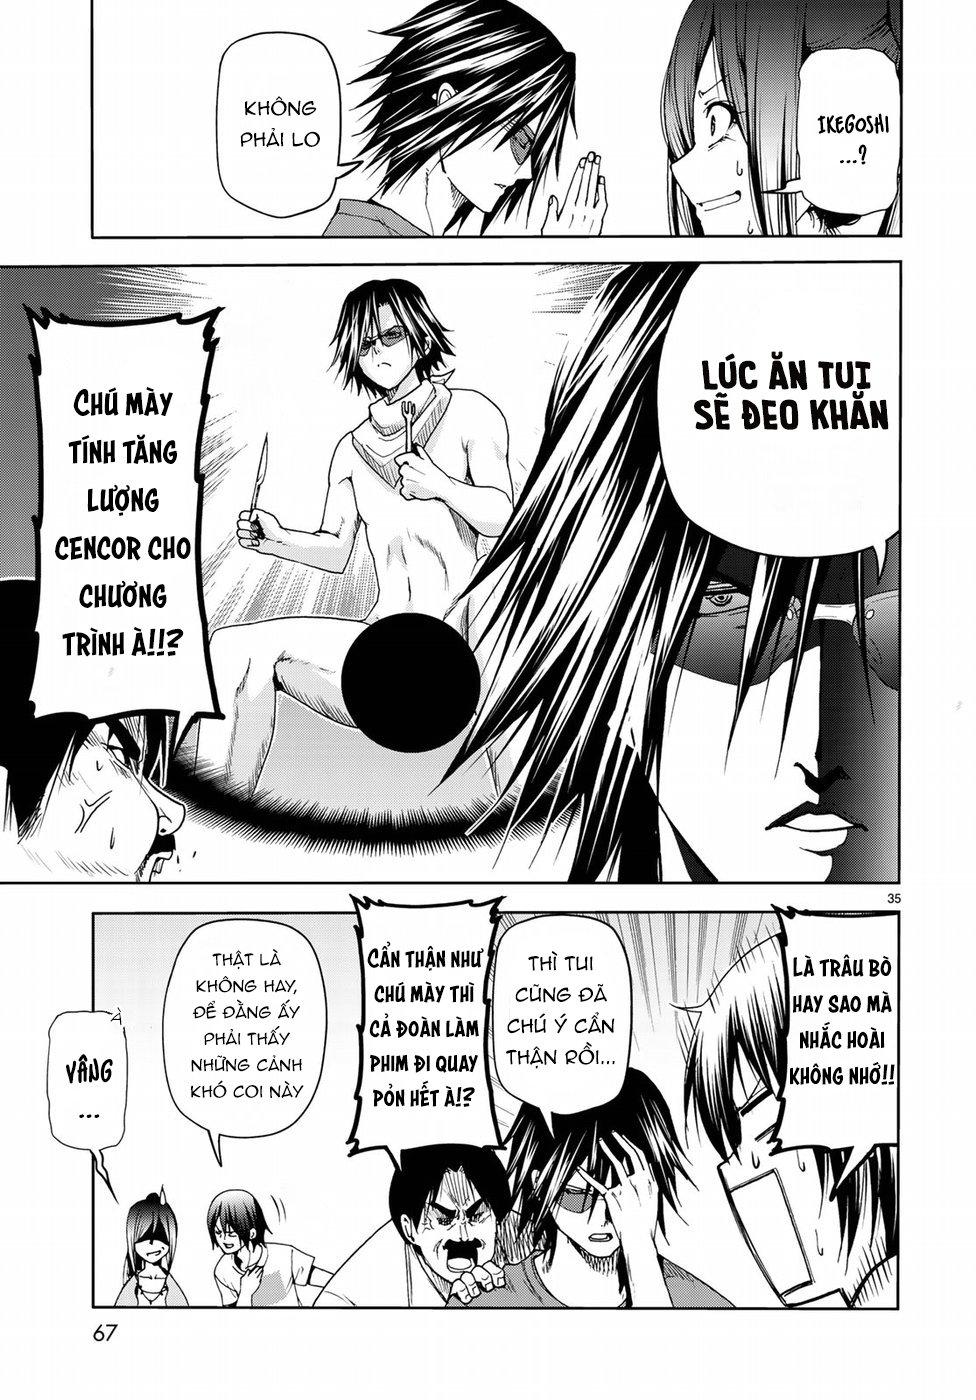 IKEGOSHI
...?
KHÔNG
PHẢI LO
LÚC ĂN TUI
SẼ ĐEO KHĂN
CHÚ MÀY
TÍNH TĂNG
LƯỢNG
CENCOR CHO
CHƯƠNG
TRÌNH À!!?
35
LÀ TRÂU BÒ
HAY SAO MÀ
NHẮC HOÀI
KHÔNG NHỚ!!
THÌ TUI
CŨNG ĐÃ
CHÚ Ý CẨN
THẬN RỒI...
CẨN THẬN NHƯ
CHÚ MÀY THÌ
CẢ ĐOÀN LÀM
PHIM ĐI QUAY
PỎN HẾT À!?
THẬT LÀ
KHÔNG HAY,
ĐỂ ĐẰNG ẤY
PHẢI THẤY
NHỮNG CẢNH
KHÓ COI NÀY
À
VÂNG
...
67